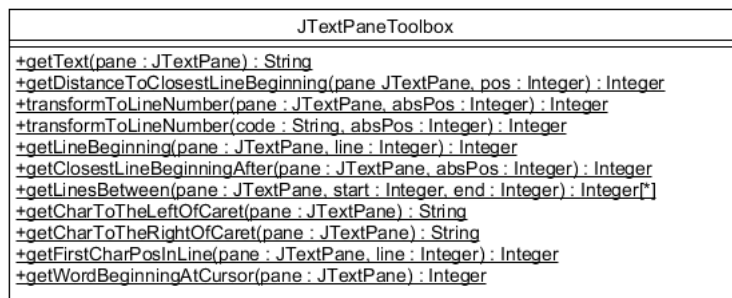 JTextPaneToolbox
+getText(pane : JTextPane) : String
+getDistanceToClosestLineBeginning(pane JTextPane, pos : Integer) : Integer
+transformToLineNumber(pane : JTextPane, absPos : Integer) : Integer
+transformToLineNumber(code : String, absPos : Integer) : Integer
+getLineBeginning(pane : JTextPane, line : Integer) : Integer
+getClosestLineBeginningAfter(pane : JTextPane, absPos : Integer) : Integer
+getLinesBetween(pane : JTextPane, start : Integer, end : Integer) : Integer[*]
+getCharToTheLeftOfCaret(pane : JTextPane) : String
+getCharToTheRightOfCaret(pane : JTextPane) : String
+getFirstCharPosInLine(pane : JTextPane, line : Integer) : Integer
+getWordBeginningAtCursor(pane : JTextPane) : Integer